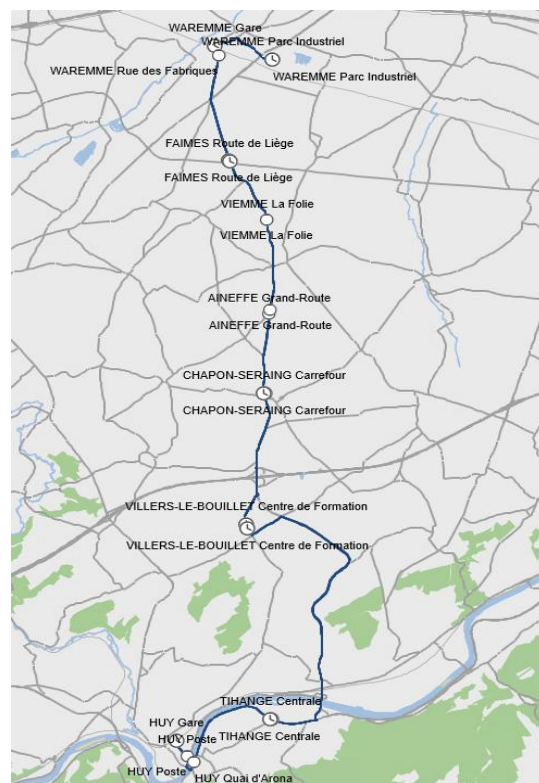 WAREMME Gare
WAREMME Parc Industriel
WAREMME Rue des Fabriques
WAREMME Parc Industriel
FAIMES Route de Liège
FAIMES Route de Liège
VIEMME La Folie
VIEMME La Folie
AINEFFE Grand-Route
AINEFFE Grand-Route
CHAPON-SERAING Carrefour
CHAPON-SERAING Carrefour
VILLERS-LE-BOUILLET Centre de Formation
VILLERS-LE-BOUILLET Centre de Formation
TIHANGE Centrale
HUY Gare
TIHANGE Centrale
HUY Poste
HUY Poste
HUY Quai d'Arona